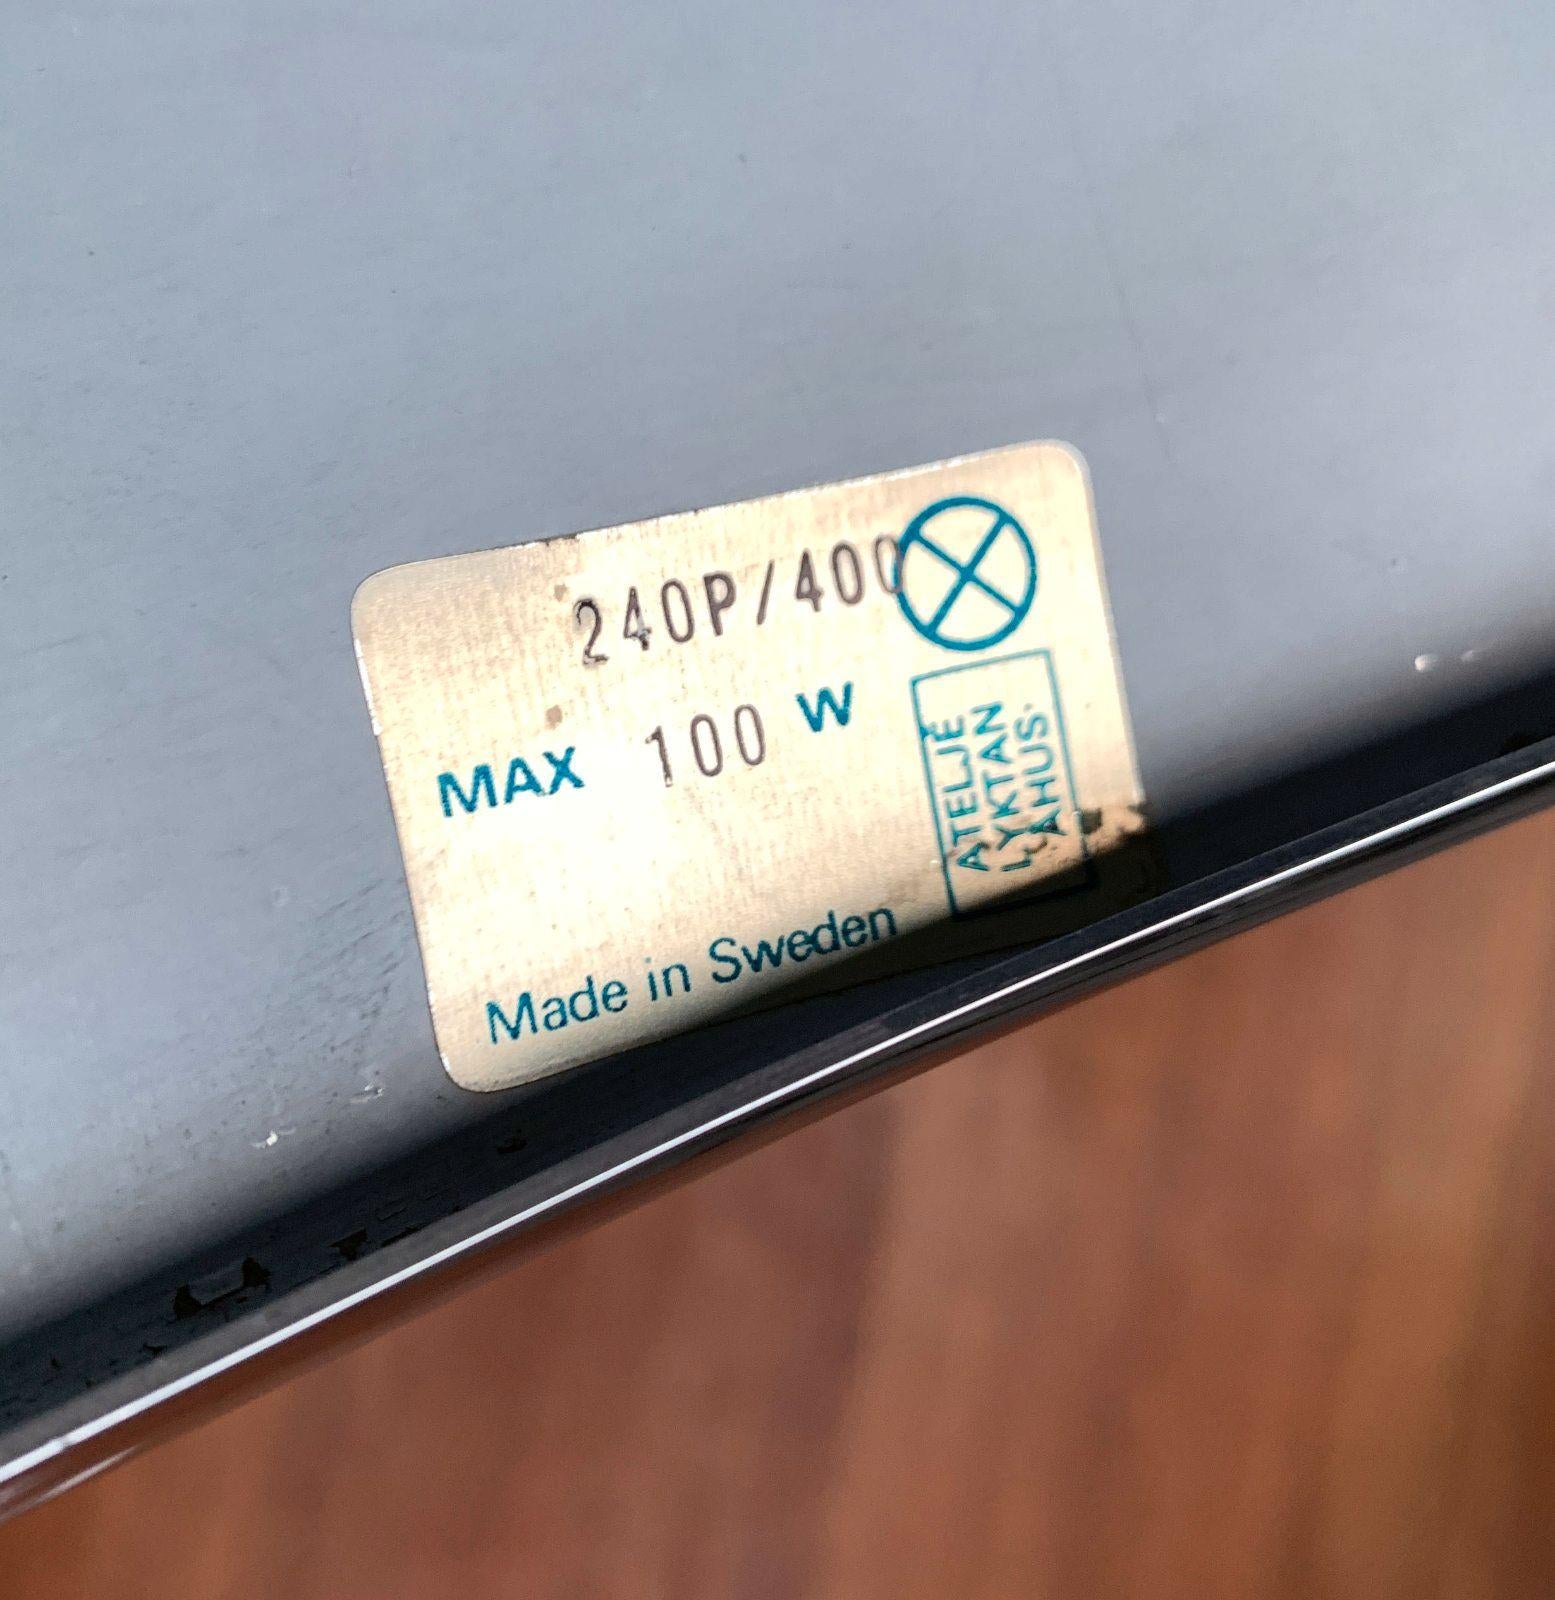 240P/400
MAX 100 W
Made in Sweden
ATELJÉ
LYKTAN
ÅHUS